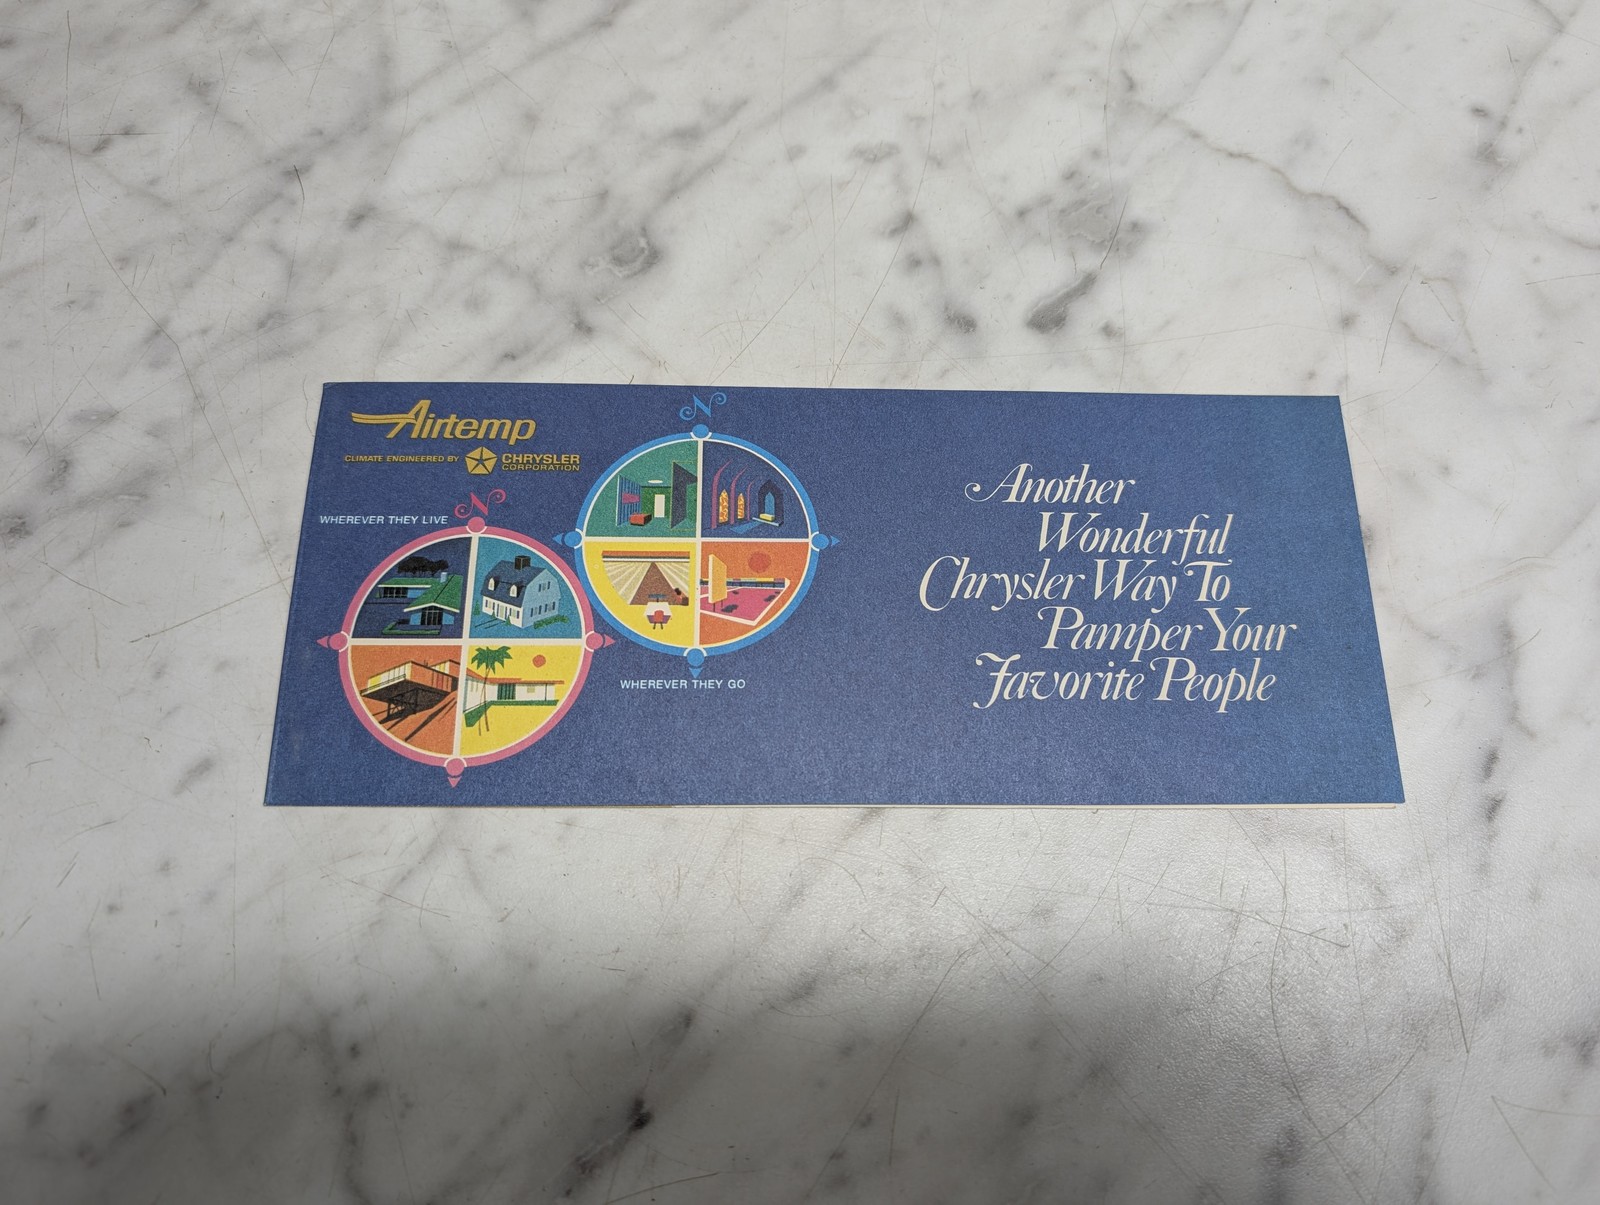 Airtemp
CLIMATE ENGINEERED BY CHRYSLER CORPORATION
WHEREVER THEY LIVE
N
N
WHEREVER THEY GO
Another
Wonderful
Chrysler Way To
Pamper Your
Favorite People